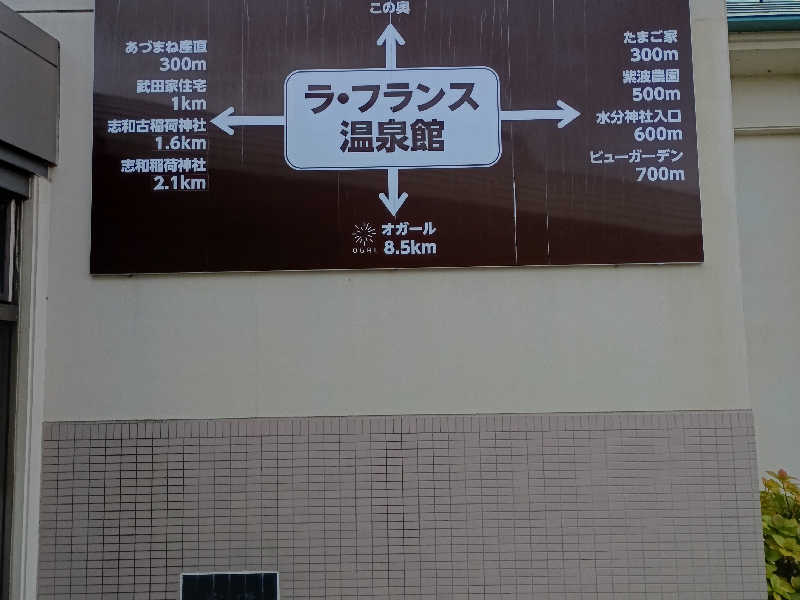 この奥
あづまね産直
300m
武田家住宅
1km
志和古稲荷神社
1.6km
志和稲荷神社
2.1km
ラ・フランス
温泉館
たまご家
300m
紫波農園
500m
水分神社入口
600m
ビューガーデン
700m
オガール
8.5km
OGAL